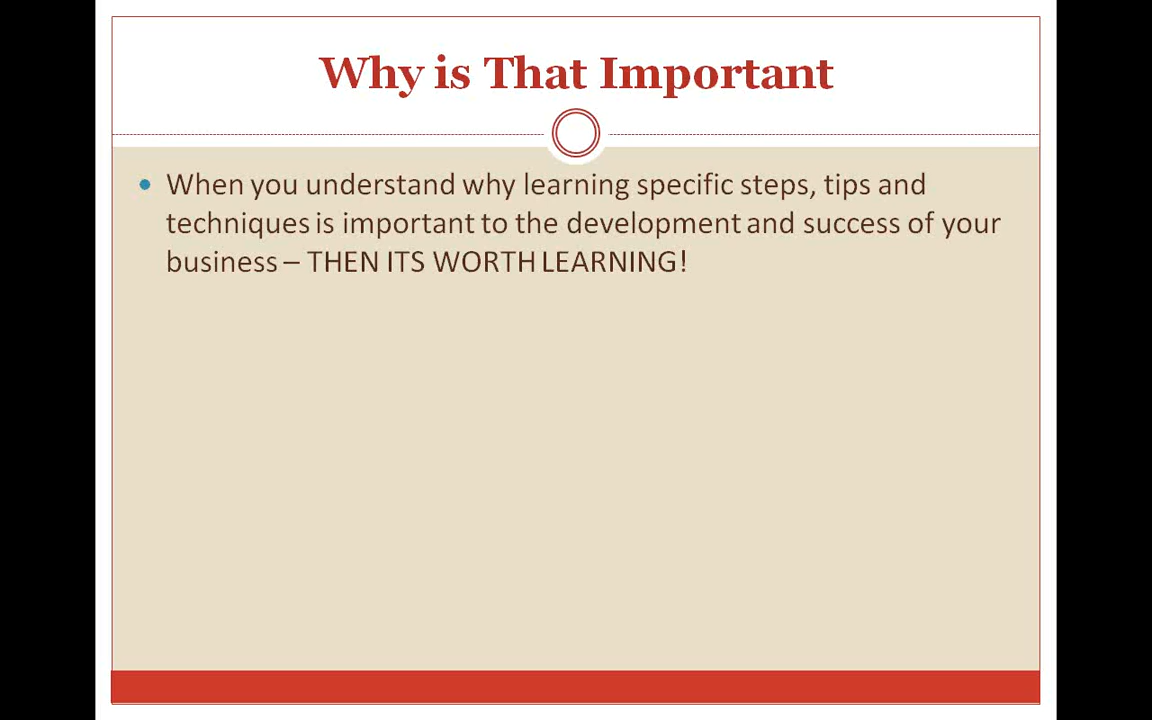 Why is That Important
When you understand why learning specific steps, tips and
techniques is important to the development and success of your
business – THEN ITS WORTH LEARNING!